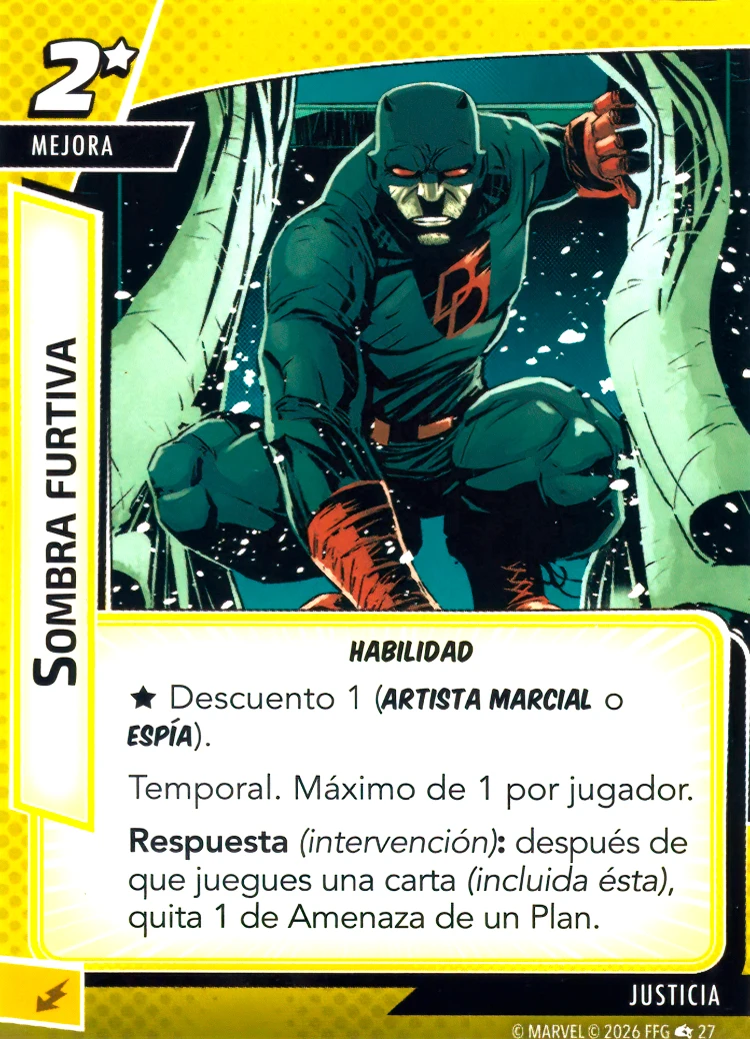 2
MEJORA
SOMBRA FURTIVA
DD
HABILIDAD
★ Descuento 1 (ARTISTA MARCIAL o
ESPÍA).
Temporal. Máximo de 1 por jugador.
Respuesta (intervención): después de
que juegues una carta (incluida ésta),
quita 1 de Amenaza de un Plan.
JUSTICIA
© MARVEL © 2026 FFG 27